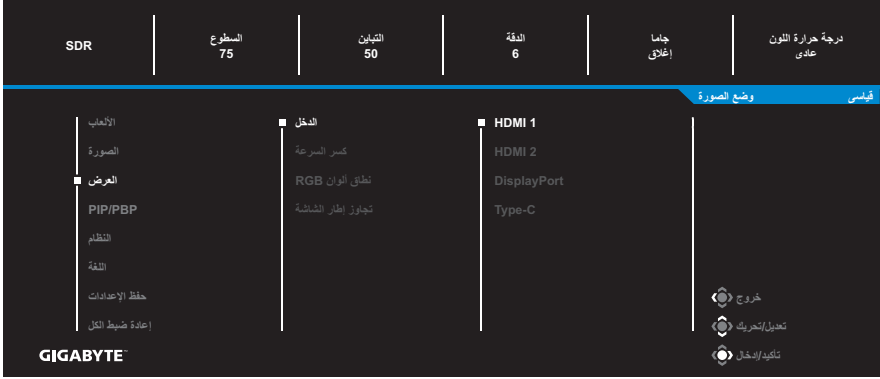 SDR
السطوع
75
التباين
50
الدقة
6
جاما
إغلاق
درجة حرارة اللون
عادى
وضع الصورة
قياسى
الألعاب
الصورة
العرض
PIP/PBP
النظام
اللغة
حفظ الإعدادات
إعادة ضبط الكل
الدخل
كسر السرعة
نطاق ألوان RGB
تجاوز إطار الشاشة
HDMI 1
HDMI 2
DisplayPort
Type-C
خروج
تعديل/تحريك
تأكيد/إدخال
GIGABYTE™